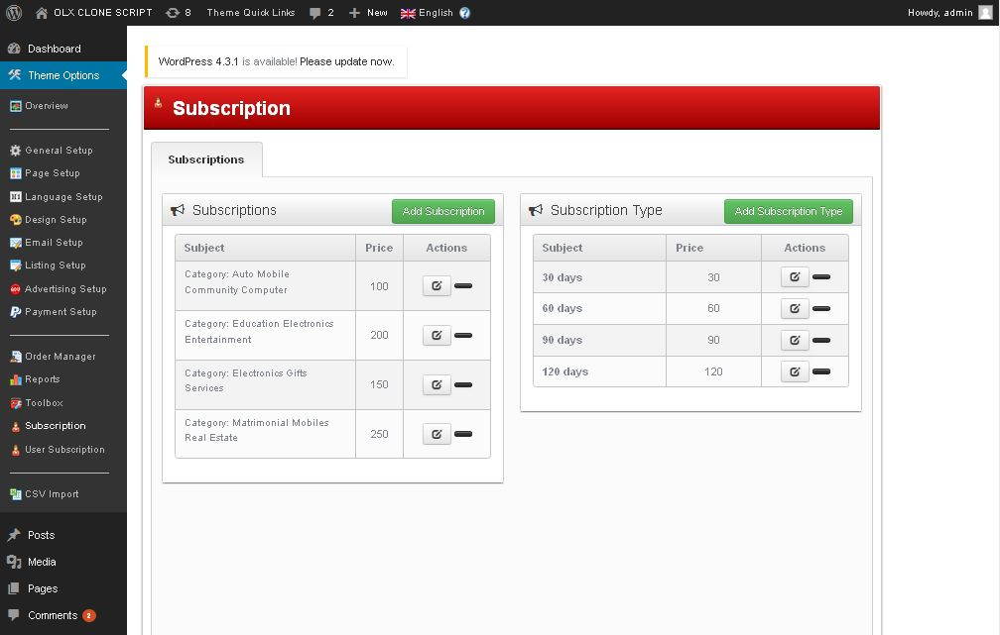 OLX CLONE SCRIPT 8 Theme Quick Links 2 New English ? Howdy, admin
Dashboard
Theme Options
Overview
General Setup
Page Setup
Language Setup
Design Setup
Email Setup
Listing Setup
Advertising Setup
Payment Setup
Order Manager
Reports
Toolbox
Subscription
User Subscription
CSV Import
Posts
Media
Pages
Comments 2
WordPress 4.3.1 is available! Please update now.
Subscription
Subscriptions
Subscriptions Add Subscription
Subject Price Actions
Category: Auto Mobile
Community Computer
100
Category: Education Electronics
Entertainment
200
Category: Electronics Gifts
Services
150
Category: Matrimonial Mobiles
Real Estate
250
Subscription Type Add Subscription Type
Subject Price Actions
30 days 30
60 days 60
90 days 90
120 days 120